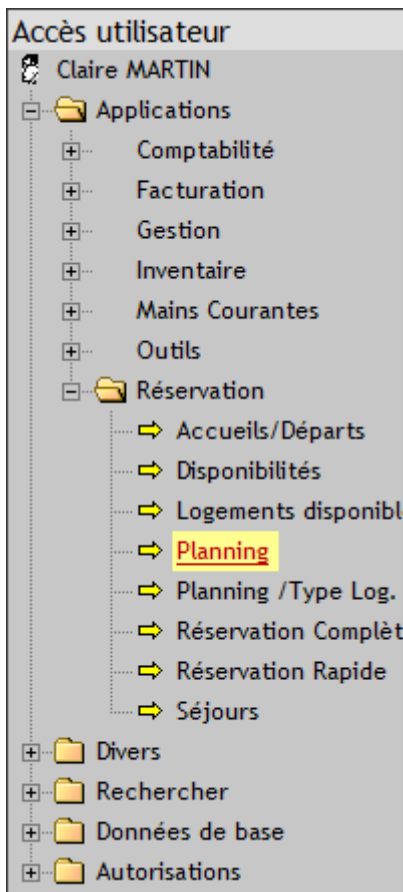 Accès utilisateur
Claire MARTIN
Applications
Comptabilité
Facturation
Gestion
Inventaire
Mains Courantes
Outils
Réservation
Accueils/Départs
Disponibilités
Logements disponibl
Planning
Planning /Type Log.
Réservation Complèt
Réservation Rapide
Séjours
Divers
Rechercher
Données de base
Autorisations